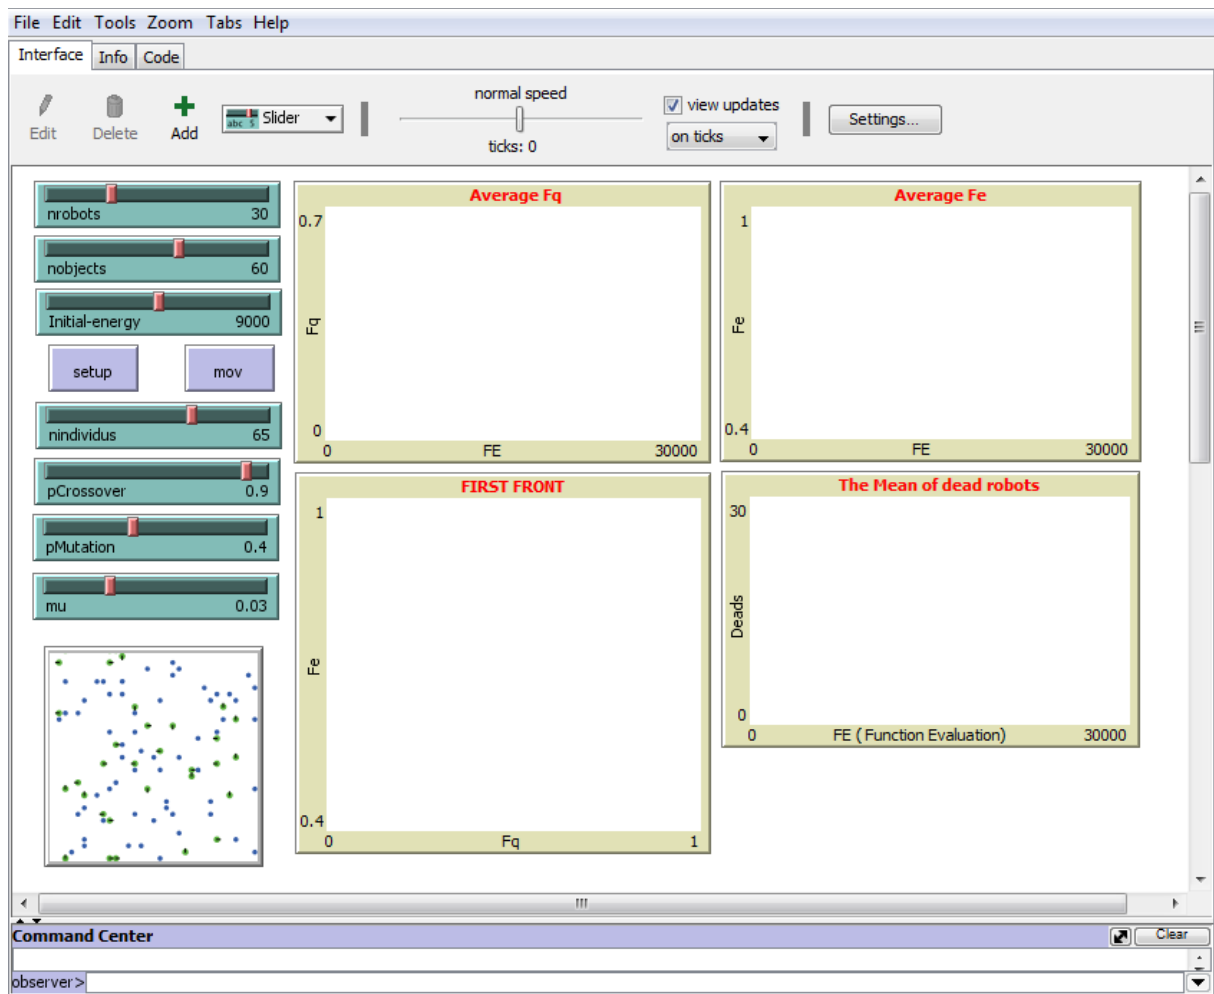 File Edit Tools Zoom Tabs Help
Interface Info Code
Edit Delete Add abc 5 Slider normal speed ticks: 0 view updates on ticks Settings...
nrobots 30
nobjects 60
Initial-energy 9000
setup mov
nindividus 65
pCrossover 0.9
pMutation 0.4
mu 0.03
Average Fq
0.7
Fq
0
0 FE 30000
Average Fe
1
Fe
0.4
0 FE 30000
FIRST FRONT
1
Fe
0.4
0 Fq 1
The Mean of dead robots
30
Deads
0
0 FE ( Function Evaluation) 30000
Command Center Clear
observer>